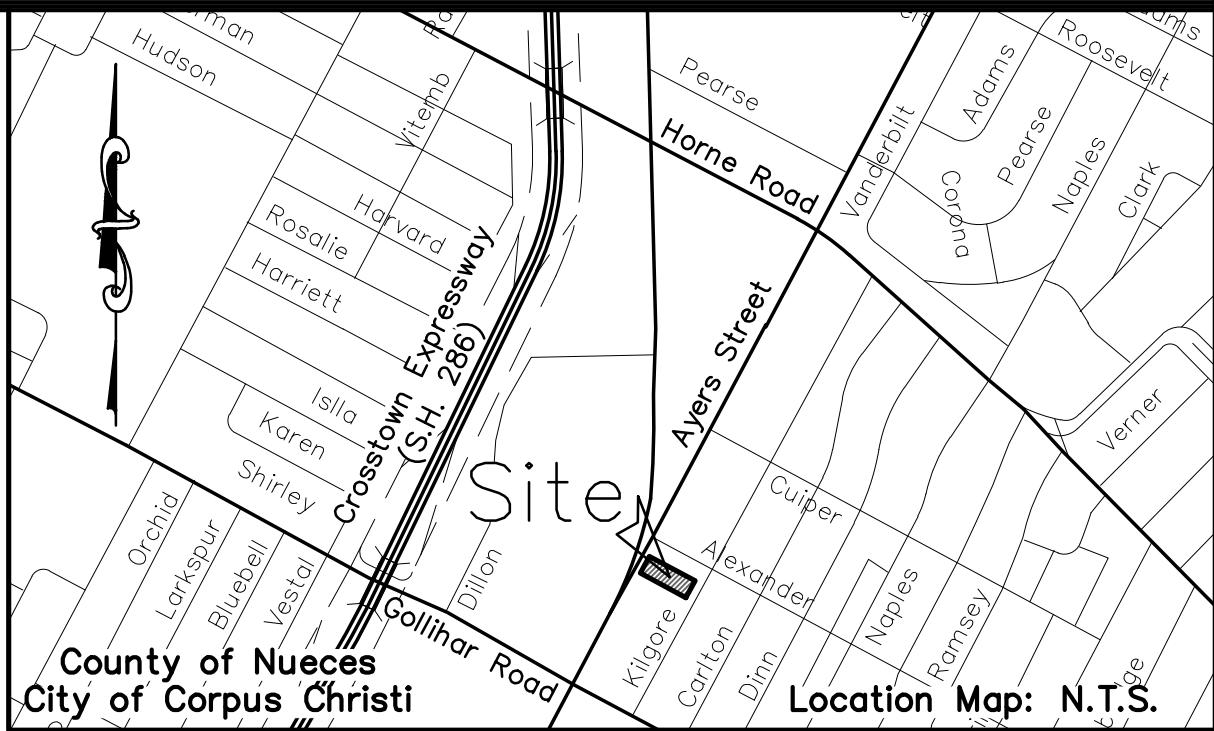 Hudson
Pearse
Roosevelt
Adams
Pearse
Naples
Clark
Vanderbilt
Corona
Horne Road
Harvard
Rosalie
Harriett
Crosstown Expressway
(S.H. 286)
Ayers Street
Islla
Karen
Shirley
Verner
Site
Cuiper
Alexander
Orchid
Larkspur
Bluebell
Vestal
Dillon
Gollihar Road
Kilgore
Carlton
Dinn
Naples
Ramsey
County of Nueces
City of Corpus Christi
Location Map: N.T.S.